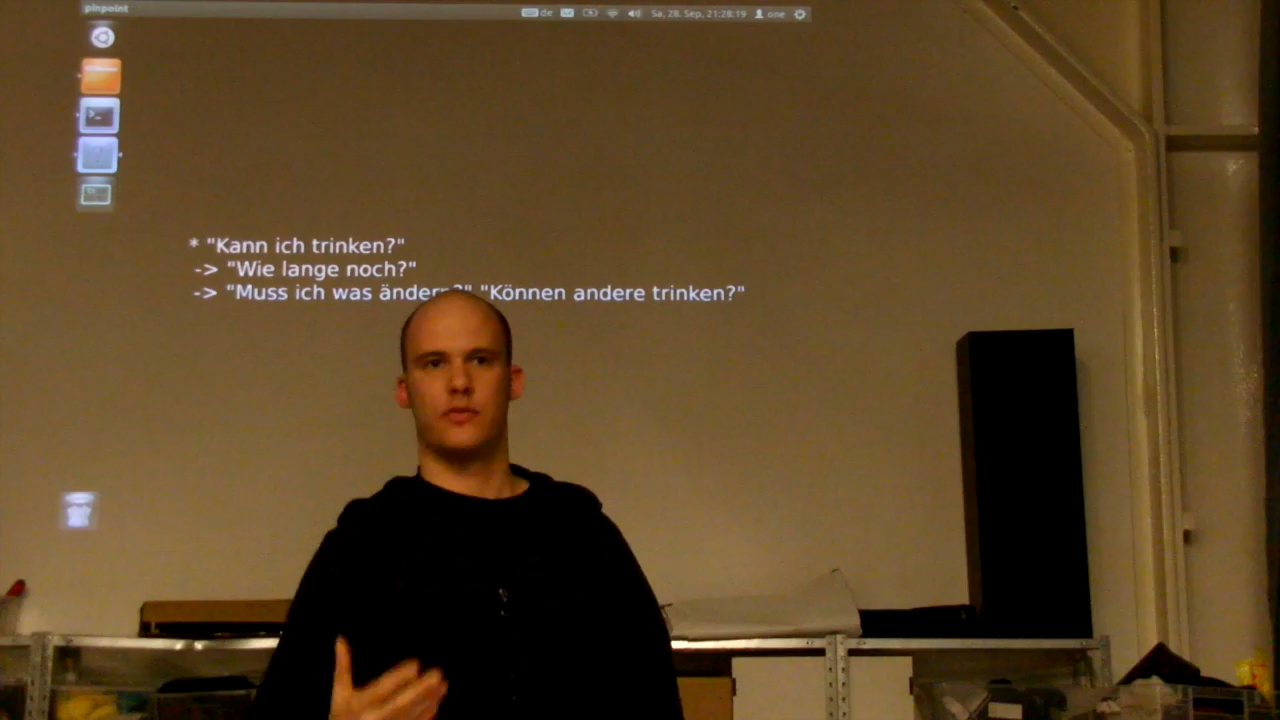 pinpoint de Sa, 28. Sep, 21:28:19 one
* "Kann ich trinken?"
-> "Wie lange noch?"
-> "Muss ich was ändern?" "Können andere trinken?"